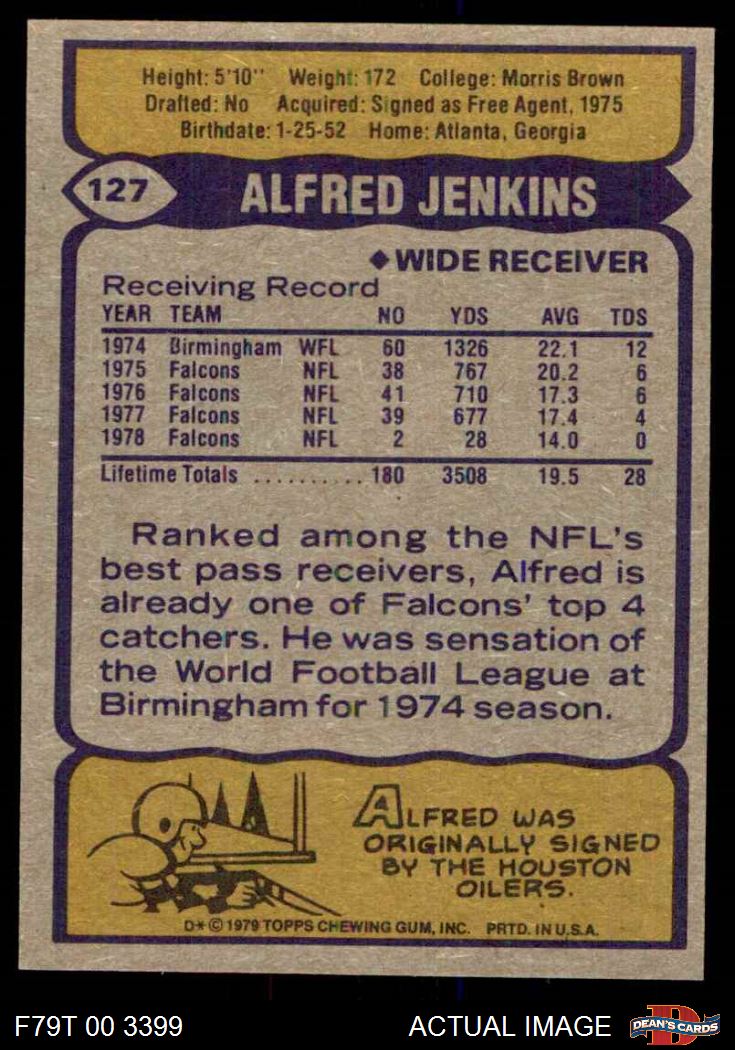 Height: 5'10" Weight: 172 College: Morris Brown
Drafted: No Acquired: Signed as Free Agent, 1975
Birthdate: 1-25-52 Home: Atlanta, Georgia
127 ALFRED JENKINS
◆ WIDE RECEIVER
Receiving Record
YEAR TEAM NO YDS AVG TDS
1974 Birmingham WFL 60 1326 22.1 12
1975 Falcons NFL 38 767 20.2 6
1976 Falcons NFL 41 710 17.3 6
1977 Falcons NFL 39 677 17.4 4
1978 Falcons NFL 2 28 14.0 0
Lifetime Totals .......... 180 3508 19.5 28
Ranked among the NFL's
best pass receivers, Alfred is
already one of Falcons' top 4
catchers. He was sensation of
the World Football League at
Birmingham for 1974 season.
ALFRED WAS
ORIGINALLY SIGNED
BY THE HOUSTON
OILERS.
D* © 1979 TOPPS CHEWING GUM, INC. PRTD. IN U.S.A.
F79T 00 3399 ACTUAL IMAGE D DEAN'S CARDS